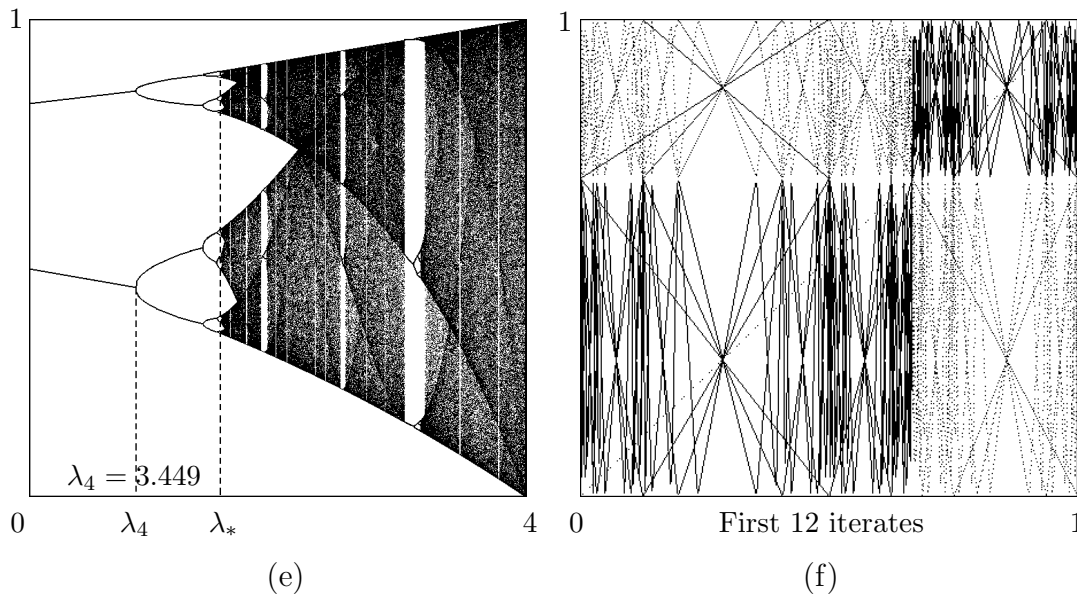 1
1
λ₄ = 3.449
0 λ₄ λ* 4
0 First 12 iterates 1
(e)
(f)